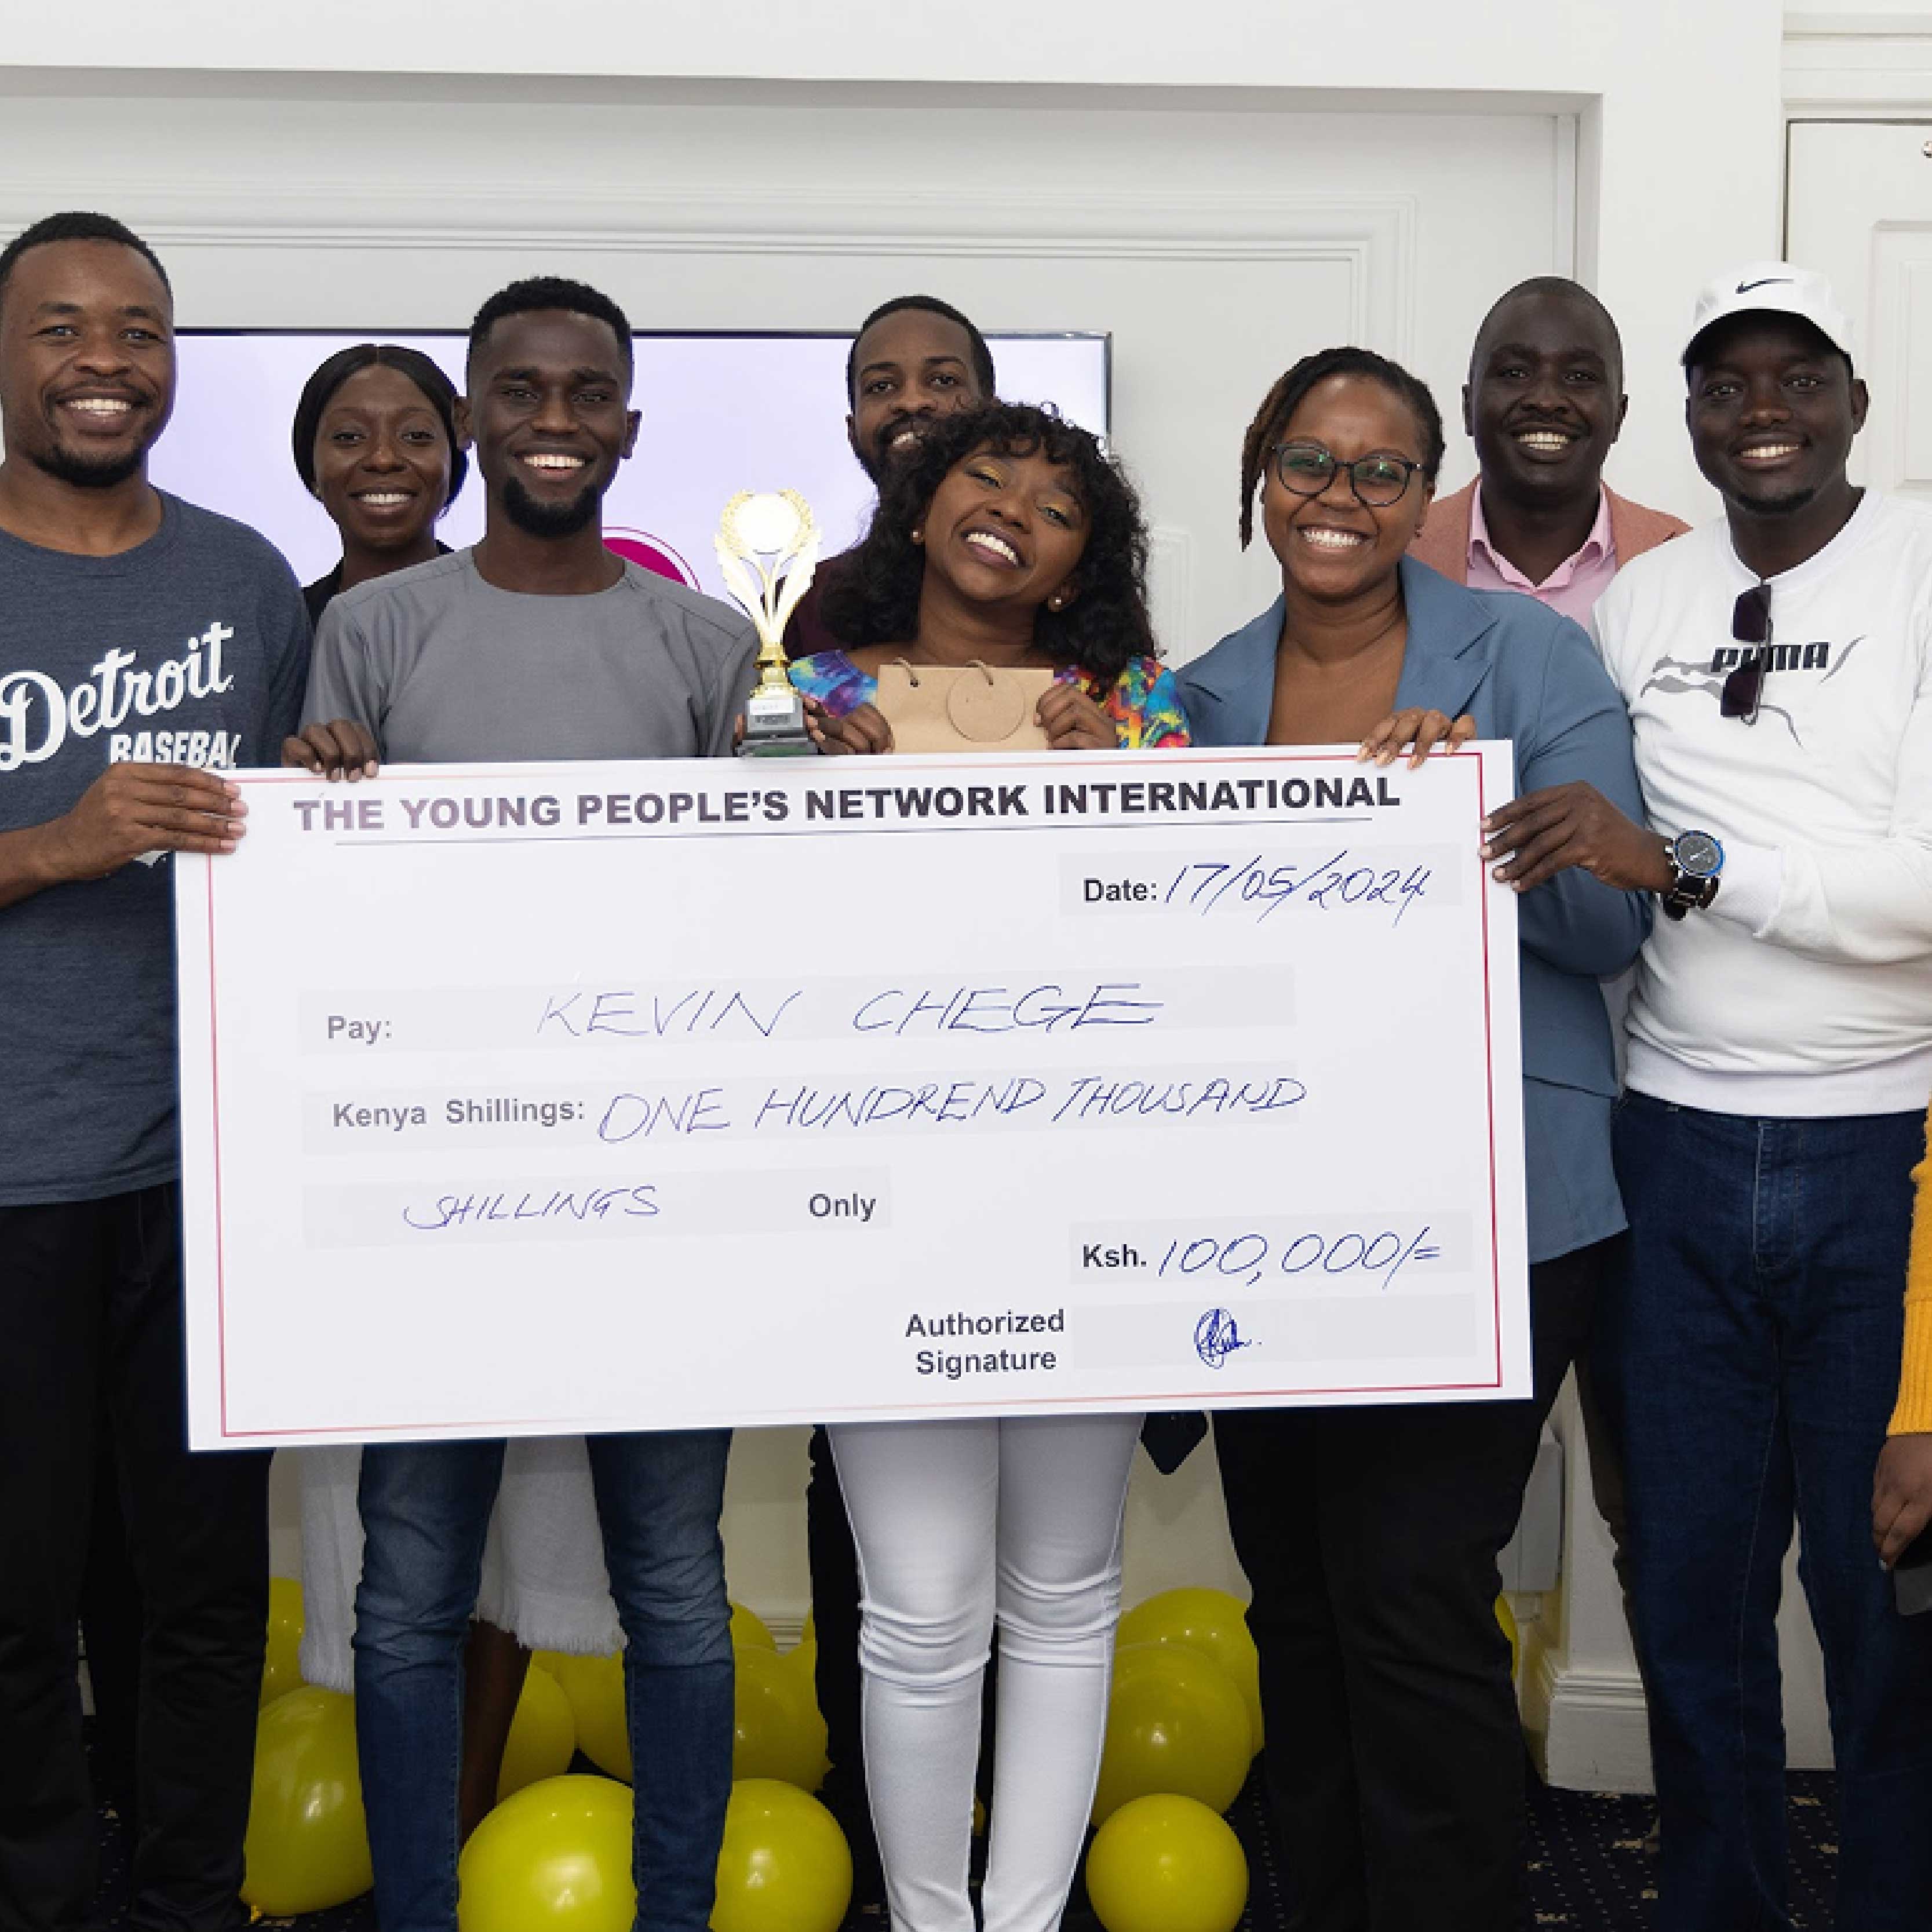 Detroit
BASEBA
PUMA
THE YOUNG PEOPLE'S NETWORK INTERNATIONAL
Date: 17/05/2024
Pay: KEVIN CHEGE
Kenya Shillings: ONE HUNDREND THOUSAND
SHILLINGS Only
Ksh. 100,000/=
Authorized
Signature